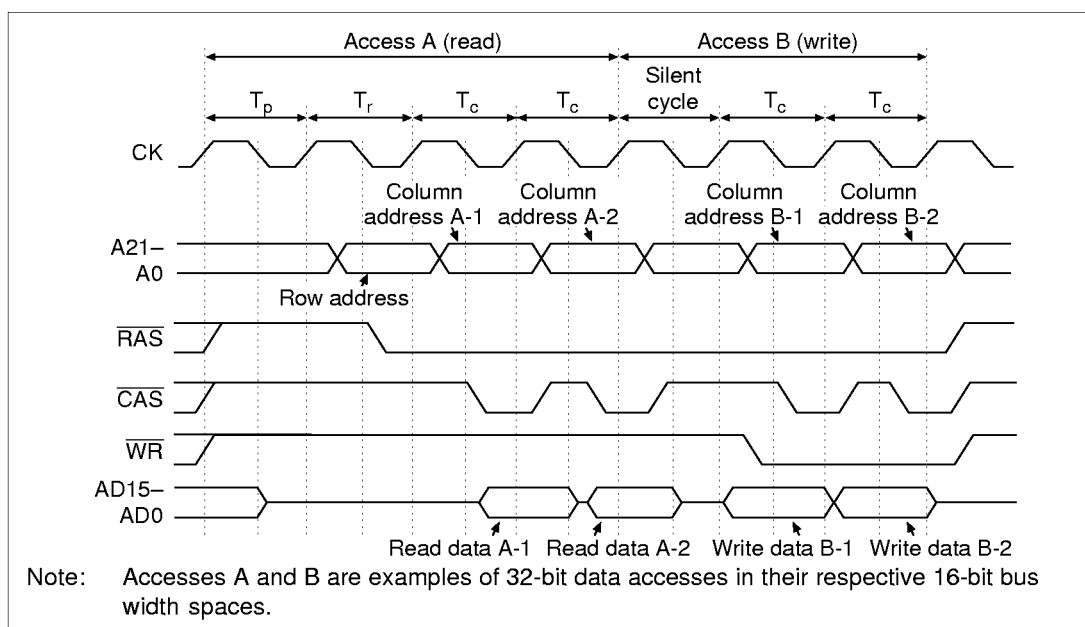 Access A (read) Access B (write)
Silent
cycle
Tp Tr Tc Tc Tc Tc
CK
Column Column Column Column
address A-1 address A-2 address B-1 address B-2
A21–
A0
Row address
RAS
CAS
WR
AD15–
AD0
Read data A-1 Read data A-2 Write data B-1 Write data B-2
Note: Accesses A and B are examples of 32-bit data accesses in their respective 16-bit bus
width spaces.